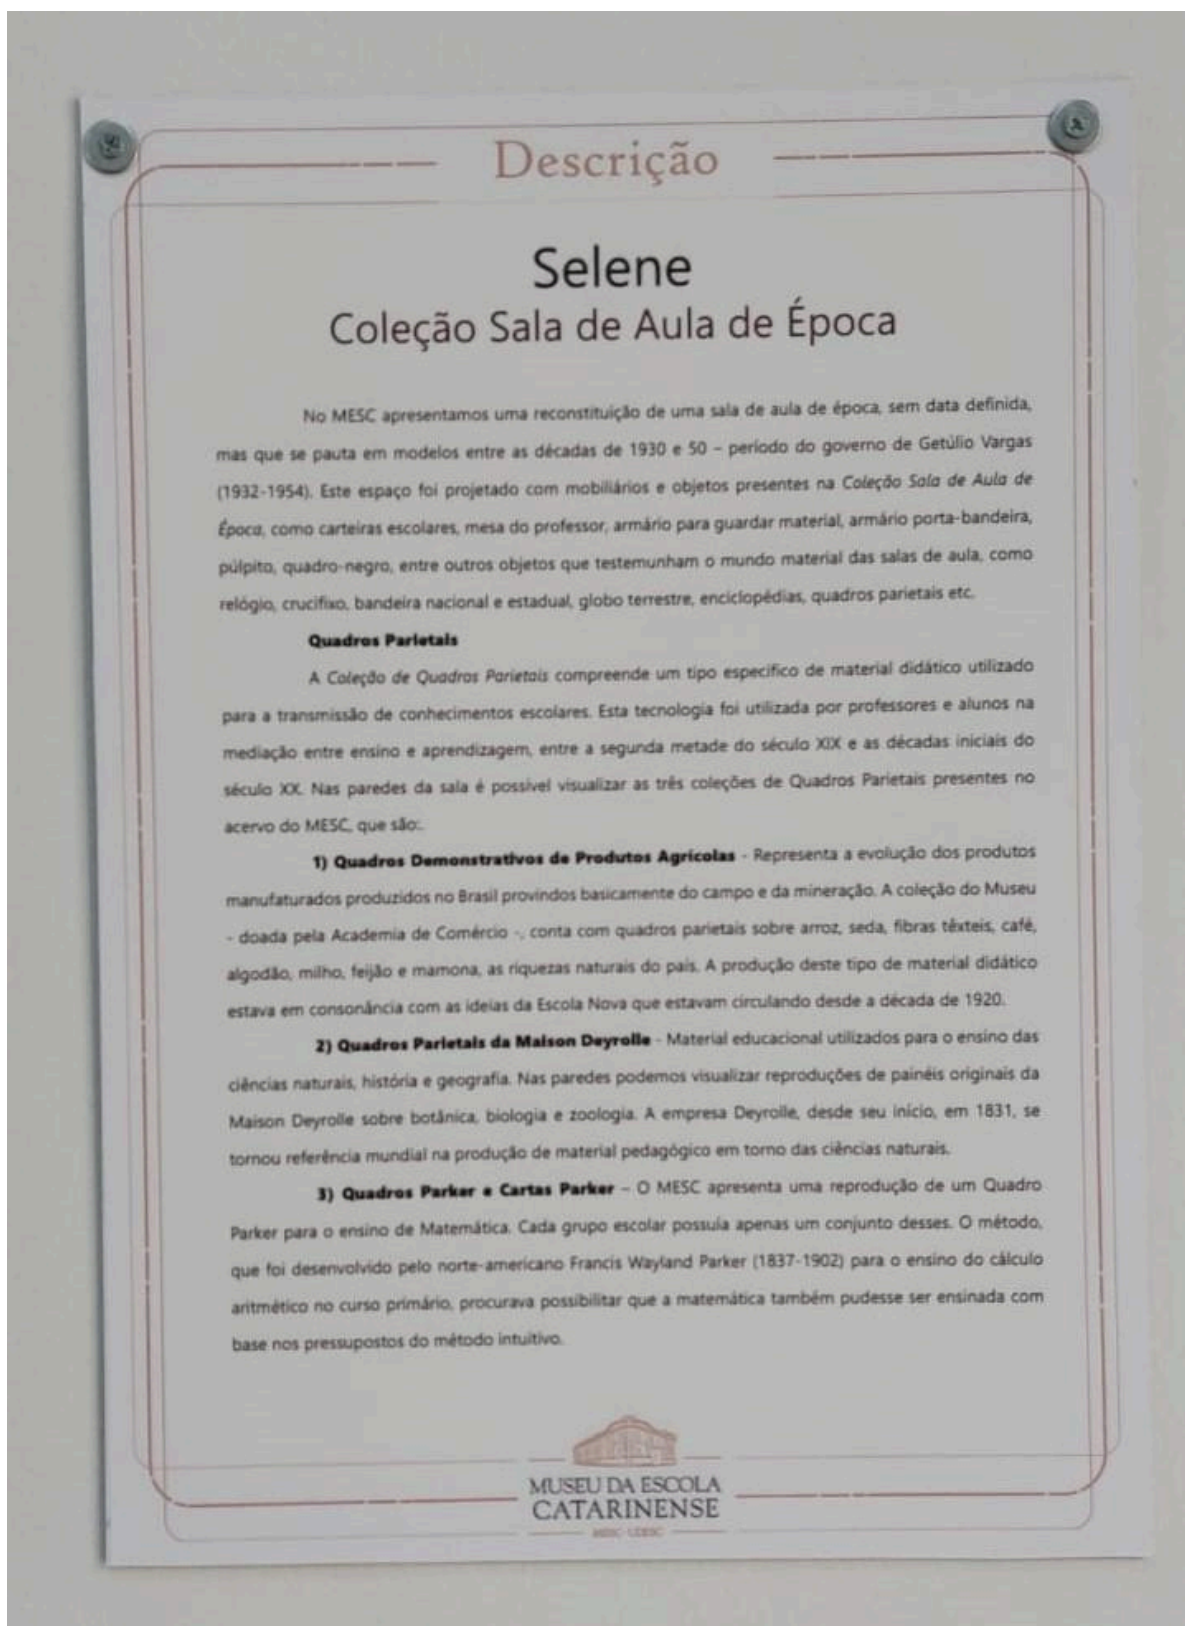 Descrição
Selene
Coleção Sala de Aula de Época
No MESC apresentamos uma reconstituição de uma sala de aula de época, sem data definida,
mas que se pauta em modelos entre as décadas de 1930 e 50 – período do governo de Getúlio Vargas
(1932-1954). Este espaço foi projetado com mobiliários e objetos presentes na Coleção Sala de Aula de
Época, como carteiras escolares, mesa do professor, armário para guardar material, armário porta-bandeira,
púlpito, quadro-negro, entre outros objetos que testemunham o mundo material das salas de aula, como
relógio, crucifixo, bandeira nacional e estadual, globo terrestre, enciclopédias, quadros parietais etc.
Quadros Parietais
A Coleção de Quadros Parietais compreende um tipo específico de material didático utilizado
para a transmissão de conhecimentos escolares. Esta tecnologia foi utilizada por professores e alunos na
mediação entre ensino e aprendizagem, entre a segunda metade do século XIX e as décadas iniciais do
século XX. Nas paredes da sala é possível visualizar as três coleções de Quadros Parietais presentes no
acervo do MESC, que são:.
1) Quadros Demonstrativos de Produtos Agrícolas - Representa a evolução dos produtos
manufaturados produzidos no Brasil provindos basicamente do campo e da mineração. A coleção do Museu
- doada pela Academia de Comércio -, conta com quadros parietais sobre arroz, seda, fibras têxteis, café,
algodão, milho, feijão e mamona, as riquezas naturais do país. A produção deste tipo de material didático
estava em consonância com as ideias da Escola Nova que estavam circulando desde a década de 1920.
2) Quadros Parietais da Maison Deyrolle - Material educacional utilizados para o ensino das
ciências naturais, história e geografia. Nas paredes podemos visualizar reproduções de painéis originais da
Maison Deyrolle sobre botânica, biologia e zoologia. A empresa Deyrolle, desde seu início, em 1831, se
tornou referência mundial na produção de material pedagógico em torno das ciências naturais.
3) Quadros Parker e Cartas Parker – O MESC apresenta uma reprodução de um Quadro
Parker para o ensino de Matemática. Cada grupo escolar possuía apenas um conjunto desses. O método,
que foi desenvolvido pelo norte-americano Francis Wayland Parker (1837-1902) para o ensino do cálculo
aritmético no curso primário, procurava possibilitar que a matemática também pudesse ser ensinada com
base nos pressupostos do método intuitivo.
MUSEU DA ESCOLA
CATARINENSE
MESC · UDESC